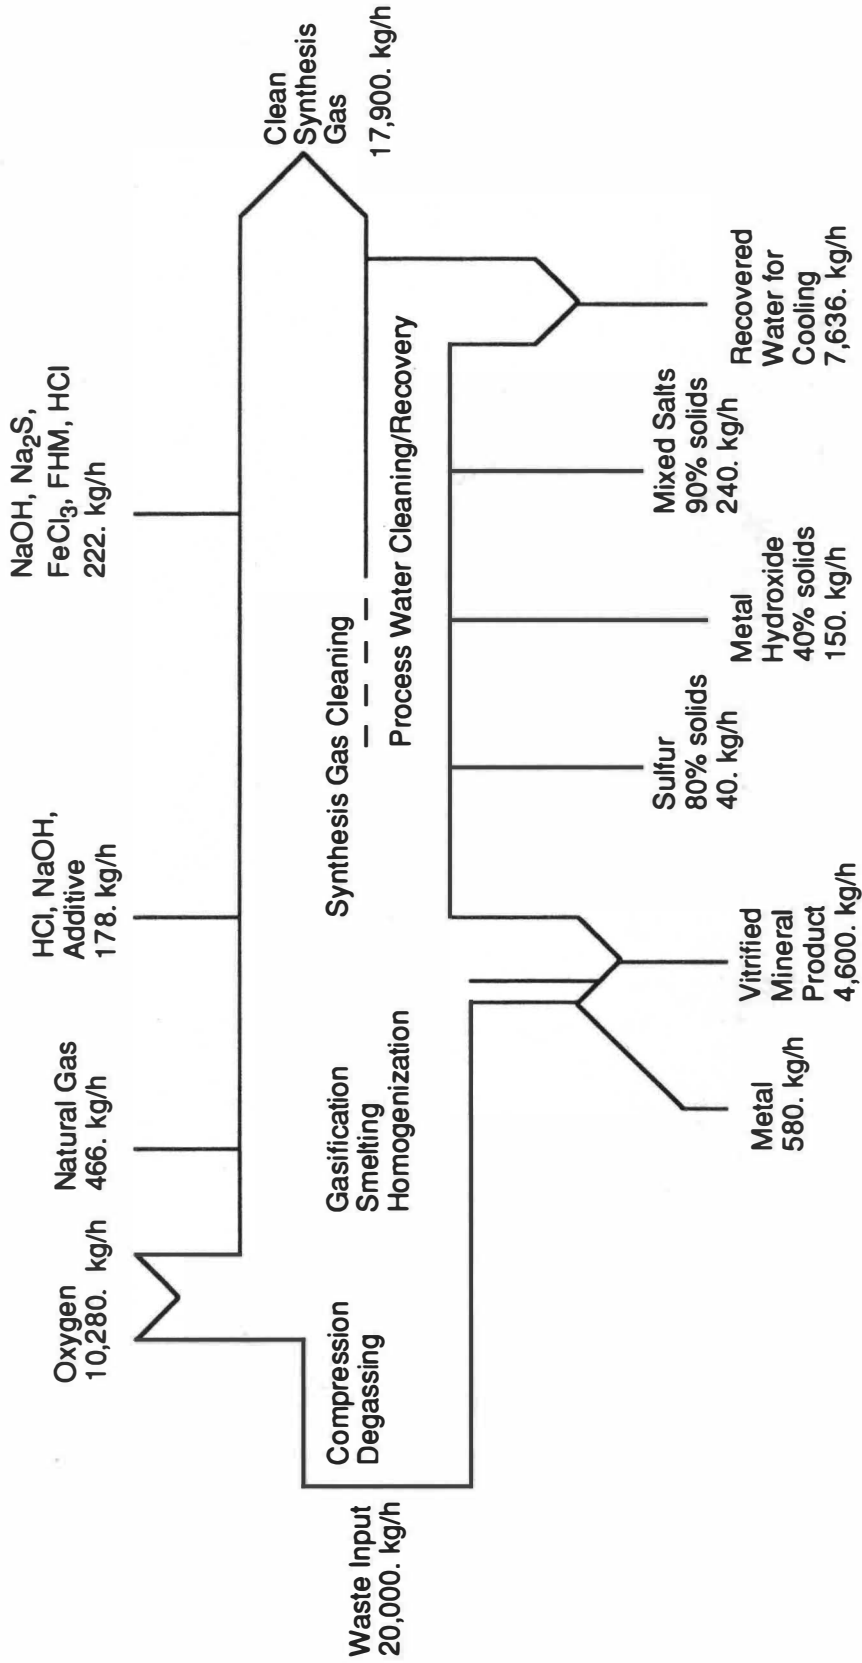 Waste Input
20,000. kg/h
Oxygen
10,280. kg/h
Natural Gas
466. kg/h
HCl, NaOH,
Additive
178. kg/h
NaOH, Na₂S,
FeCl₃, FHM, HCl
222. kg/h
Compression
Degassing
Gasification
Smelting
Homogenization
Synthesis Gas Cleaning
Process Water Cleaning/Recovery
Clean
Synthesis
Gas
17,900. kg/h
Metal
580. kg/h
Vitrified
Mineral
Product
4,600. kg/h
Sulfur
80% solids
40. kg/h
Metal
Hydroxide
40% solids
150. kg/h
Mixed Salts
90% solids
240. kg/h
Recovered
Water for
Cooling
7,636. kg/h